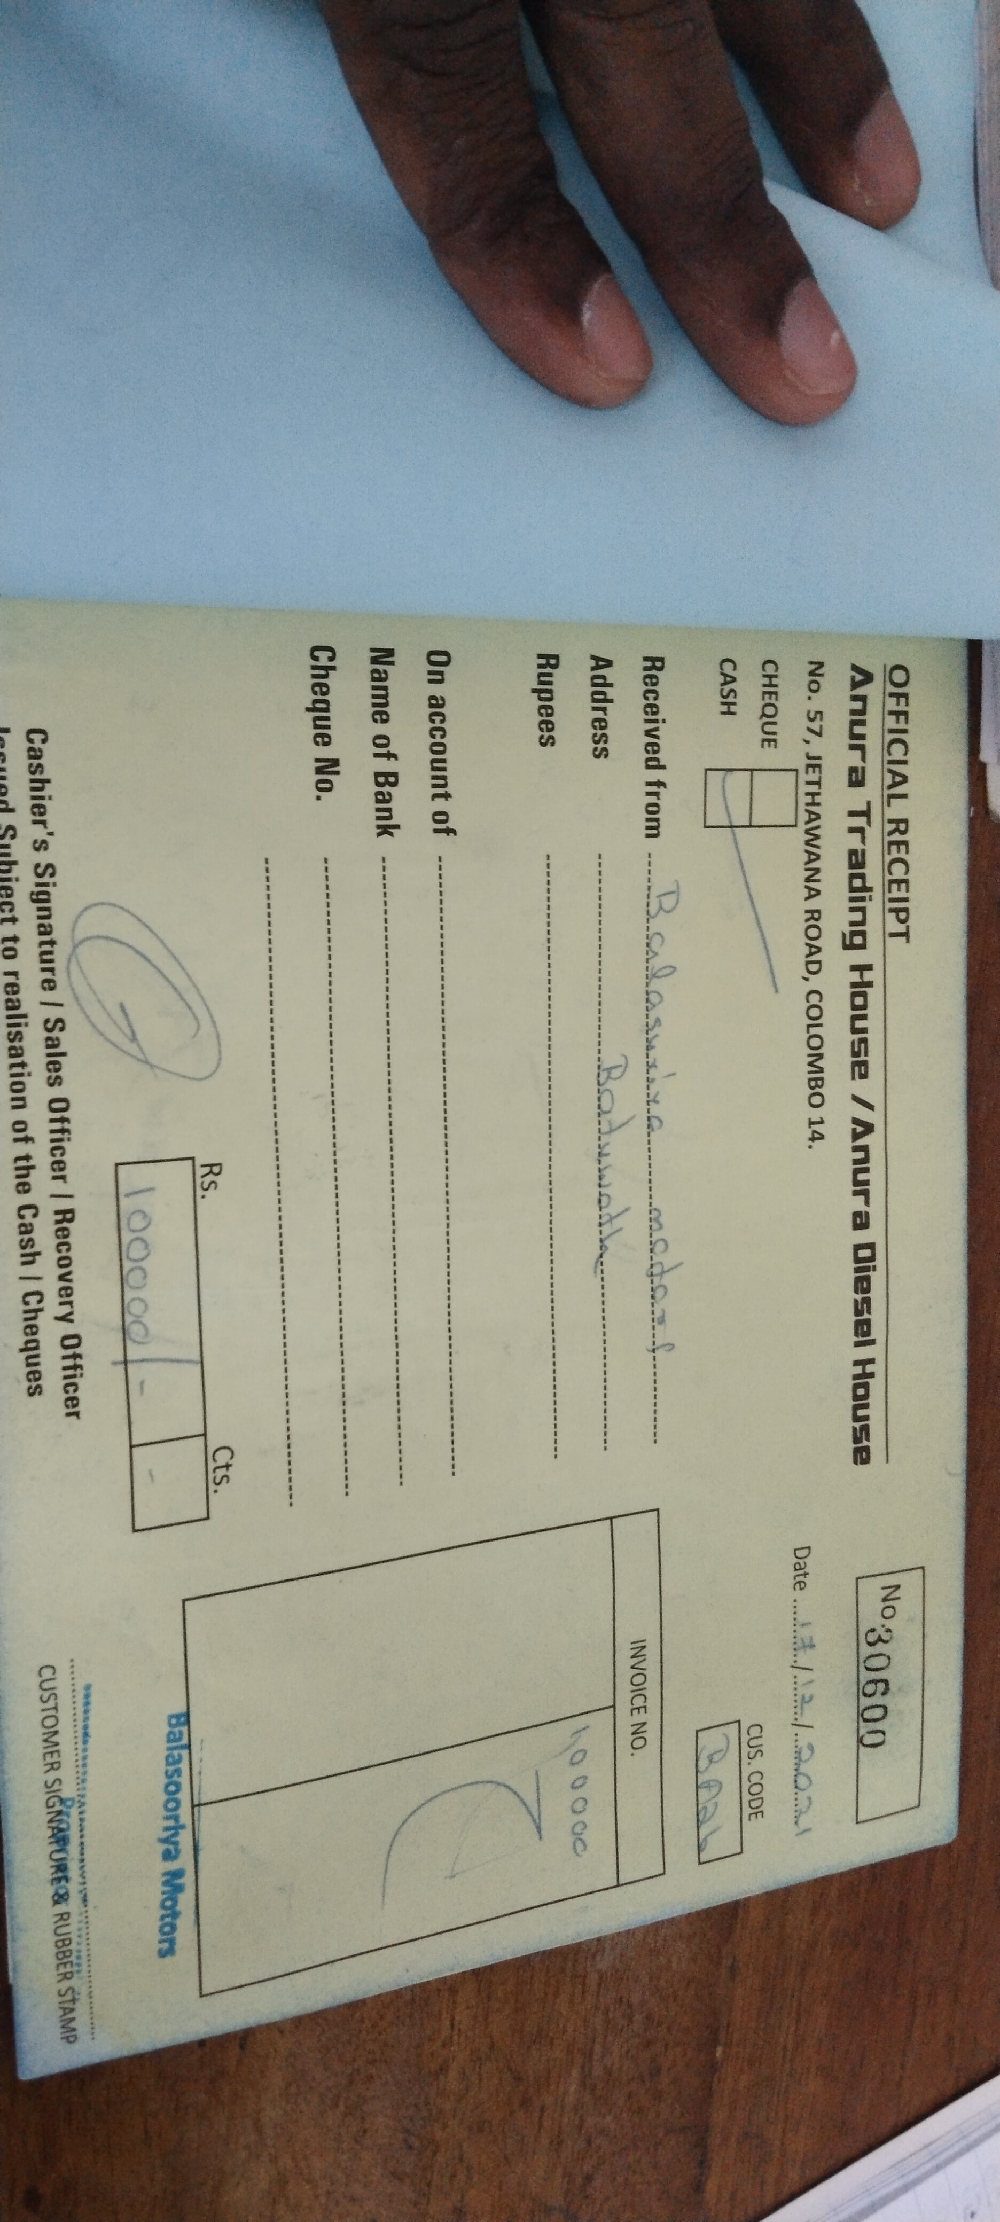 OFFICIAL RECEIPT
Anura Trading House / Anura Diesel House
No. 57, JETHAWANA ROAD, COLOMBO 14.
No. 30600
Date 17/12/2021
CHEQUE
CASH
CUS. CODE
Received from Balasuriya motors
Address
Rupees
On account of
Name of Bank
Cheque No.
INVOICE NO.
100000
Rs. Cts.
100000/- -
Balasooriya Motors
Cashier's Signature / Sales Officer / Recovery Officer
CUSTOMER SIGNATURE & RUBBER STAMP
Issued Subject to realisation of the Cash / Cheques